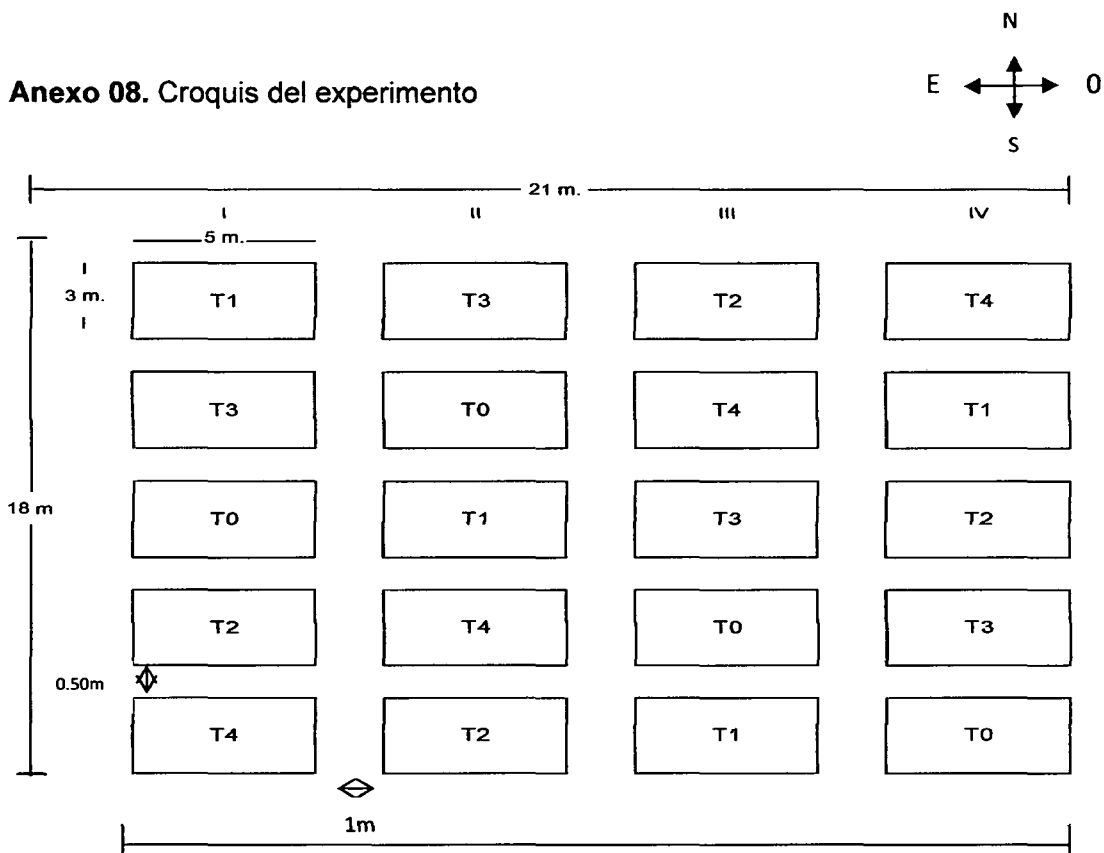 N
Anexo 08. Croquis del experimento
E 0
S
21 m.
I II III IV
5 m.
3 m.
T1 T3 T2 T4
T3 T0 T4 T1
18 m
T0 T1 T3 T2
T2 T4 T0 T3
0.50m
T4 T2 T1 T0
1m